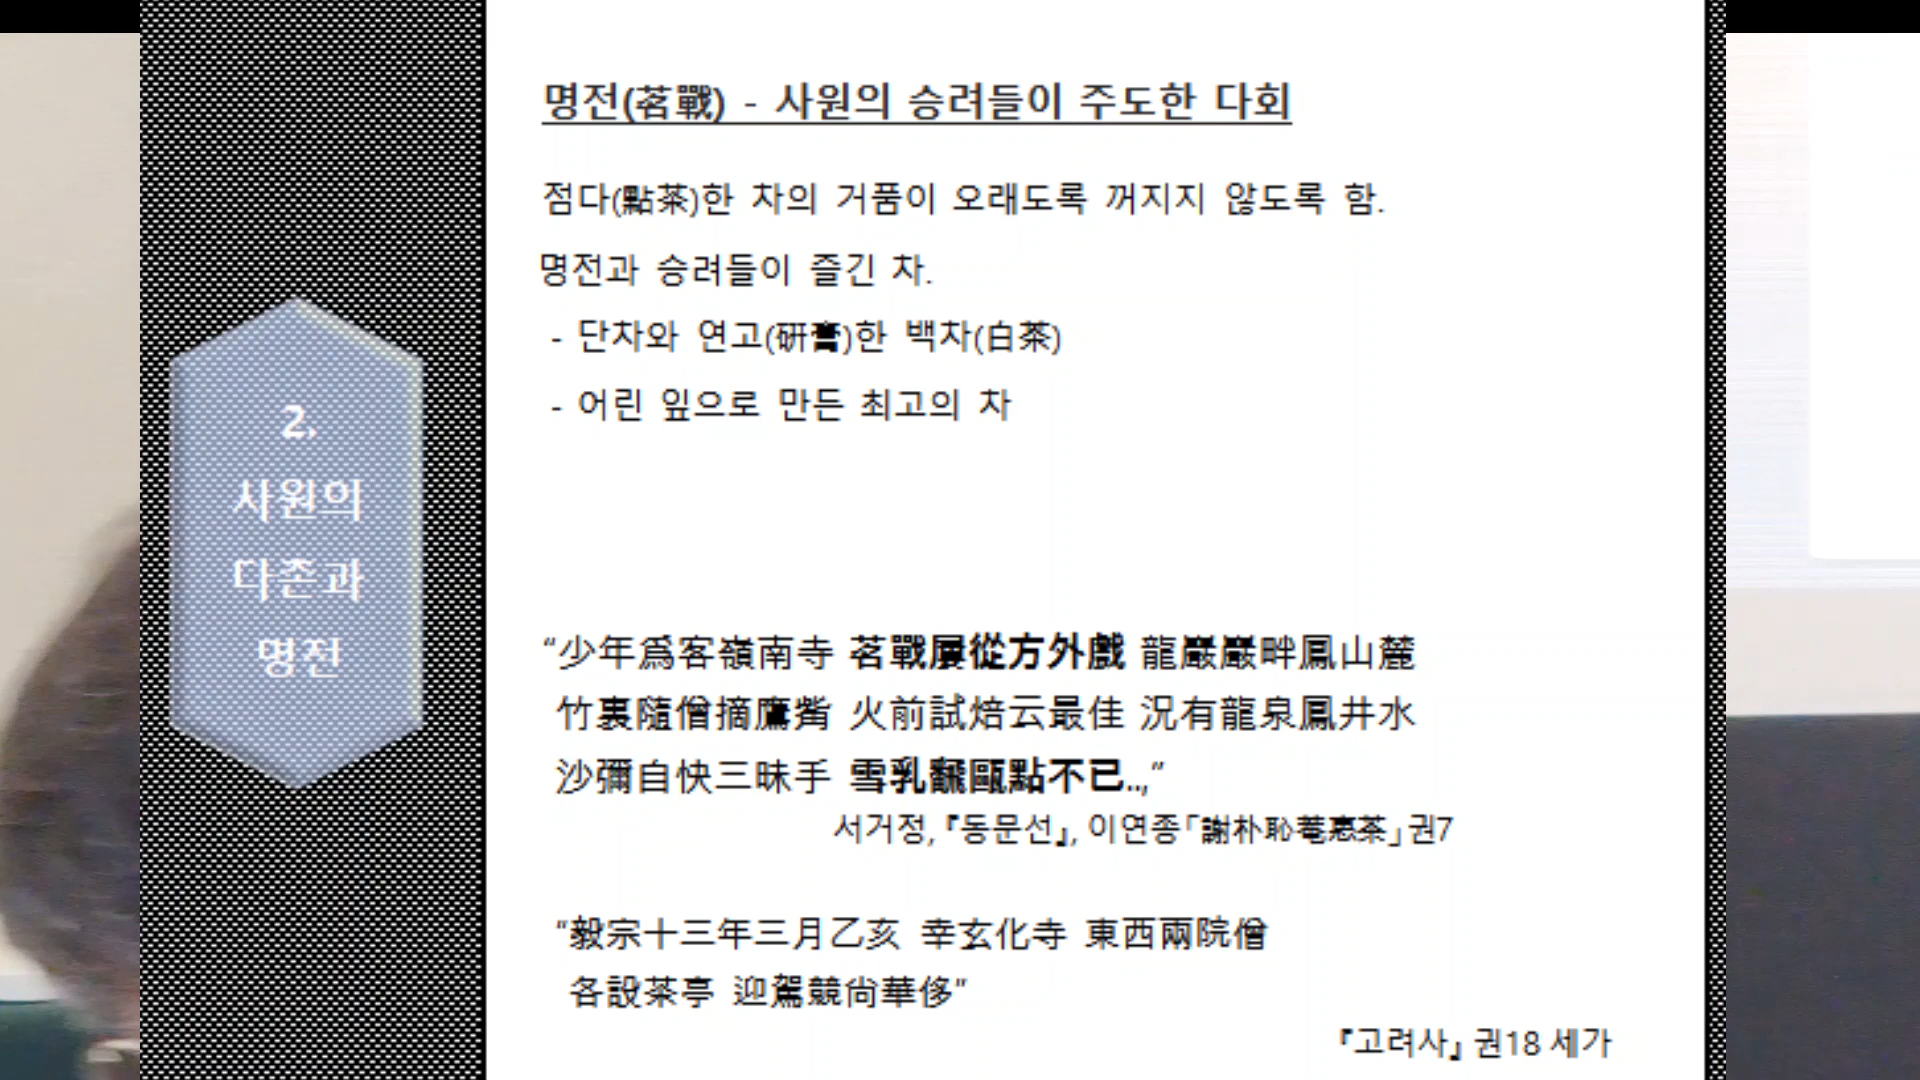 명전(茗戰) - 사원의 승려들이 주도한 다회
점다(點茶)한 차의 거품이 오래도록 꺼지지 않도록 함.
명전과 승려들이 즐긴 차.
- 단차와 연고(研膏)한 백차(白茶)
- 어린 잎으로 만든 최고의 차
2.
사원의
다존과
명전
“少年爲客嶺南寺 茗戰屢從方外戲 龍巖巖畔鳳山麓
竹裏隨僧摘鷹觜 火前試焙云最佳 況有龍泉鳳井水
沙彌自快三昧手 雪乳飜甌點不已..,”
서거정,『동문선』, 이연종「謝朴恥菴惠茶」권7
“毅宗十三年三月乙亥 幸玄化寺 東西兩院僧
各設茶亭 迎駕競尙華侈”
『고려사』 권18 세가